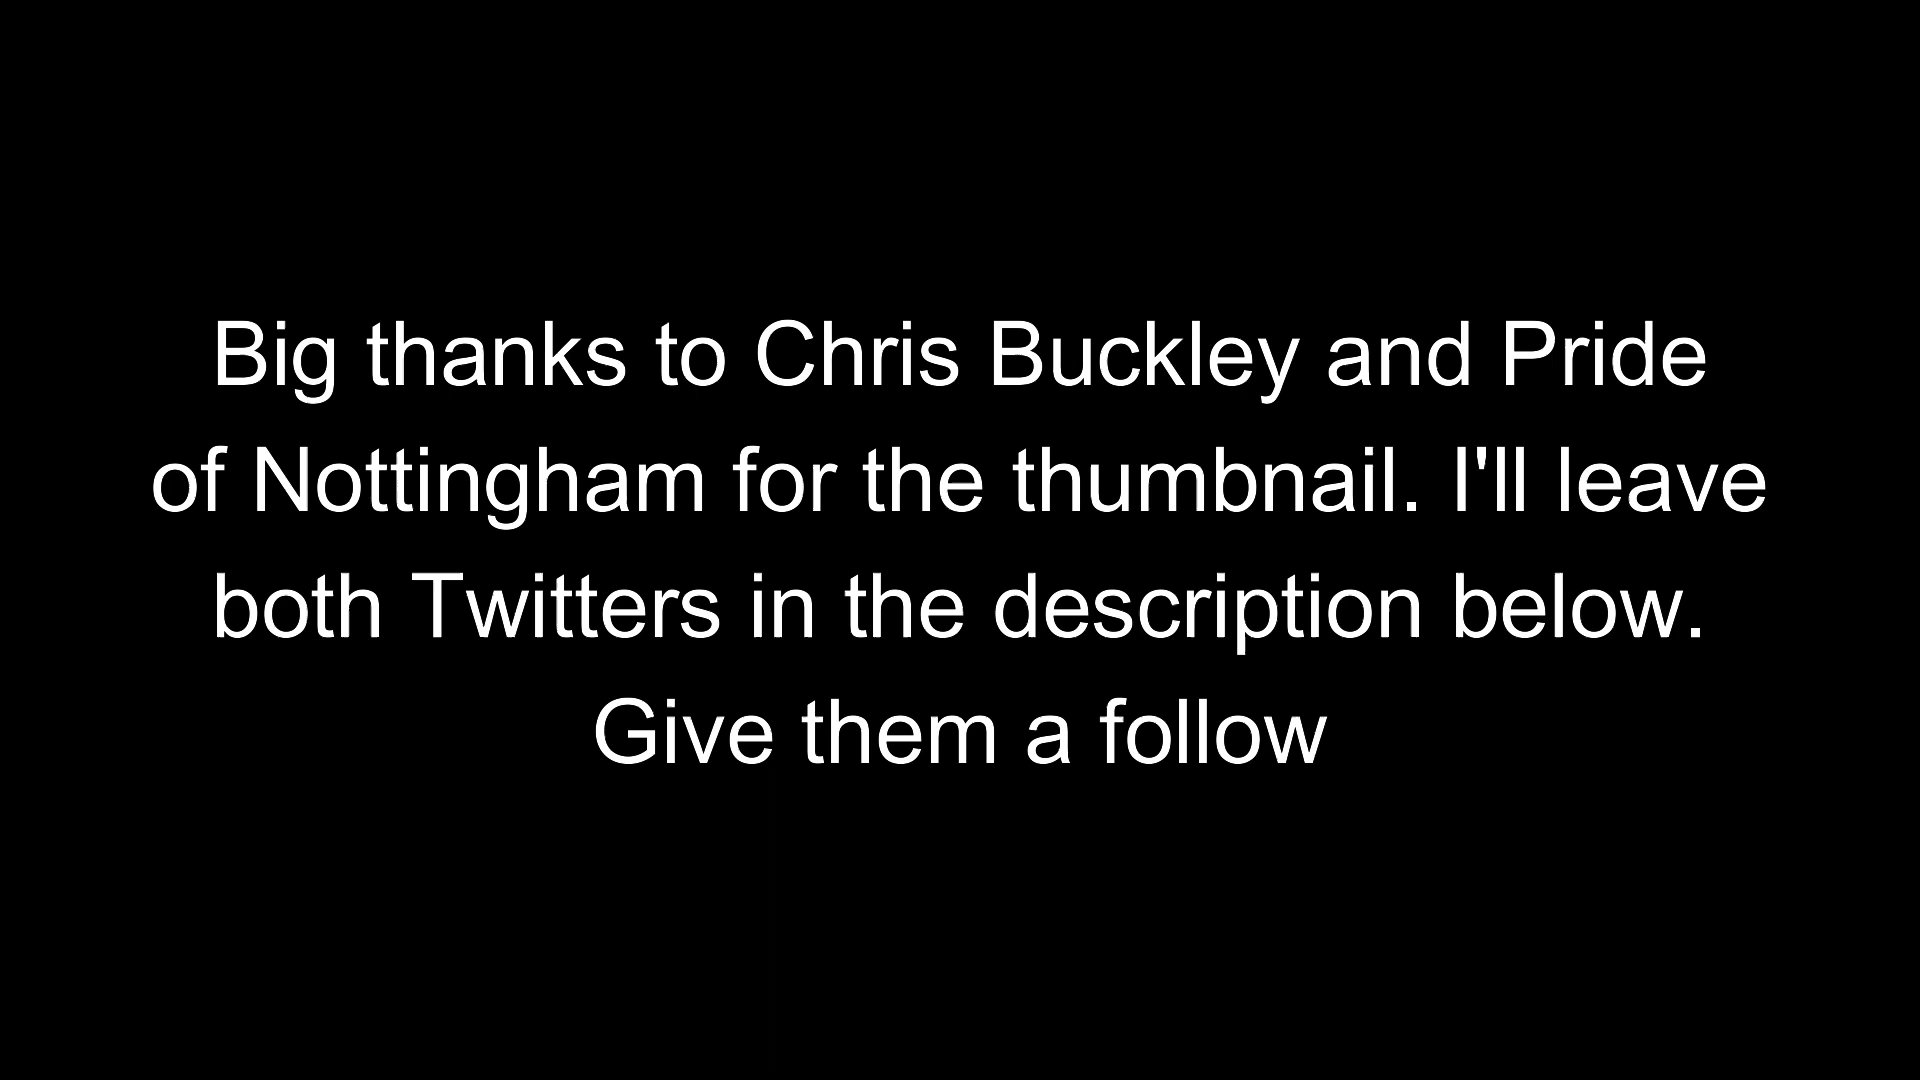 Big thanks to Chris Buckley and Pride
of Nottingham for the thumbnail. I'll leave
both Twitters in the description below.
Give them a follow